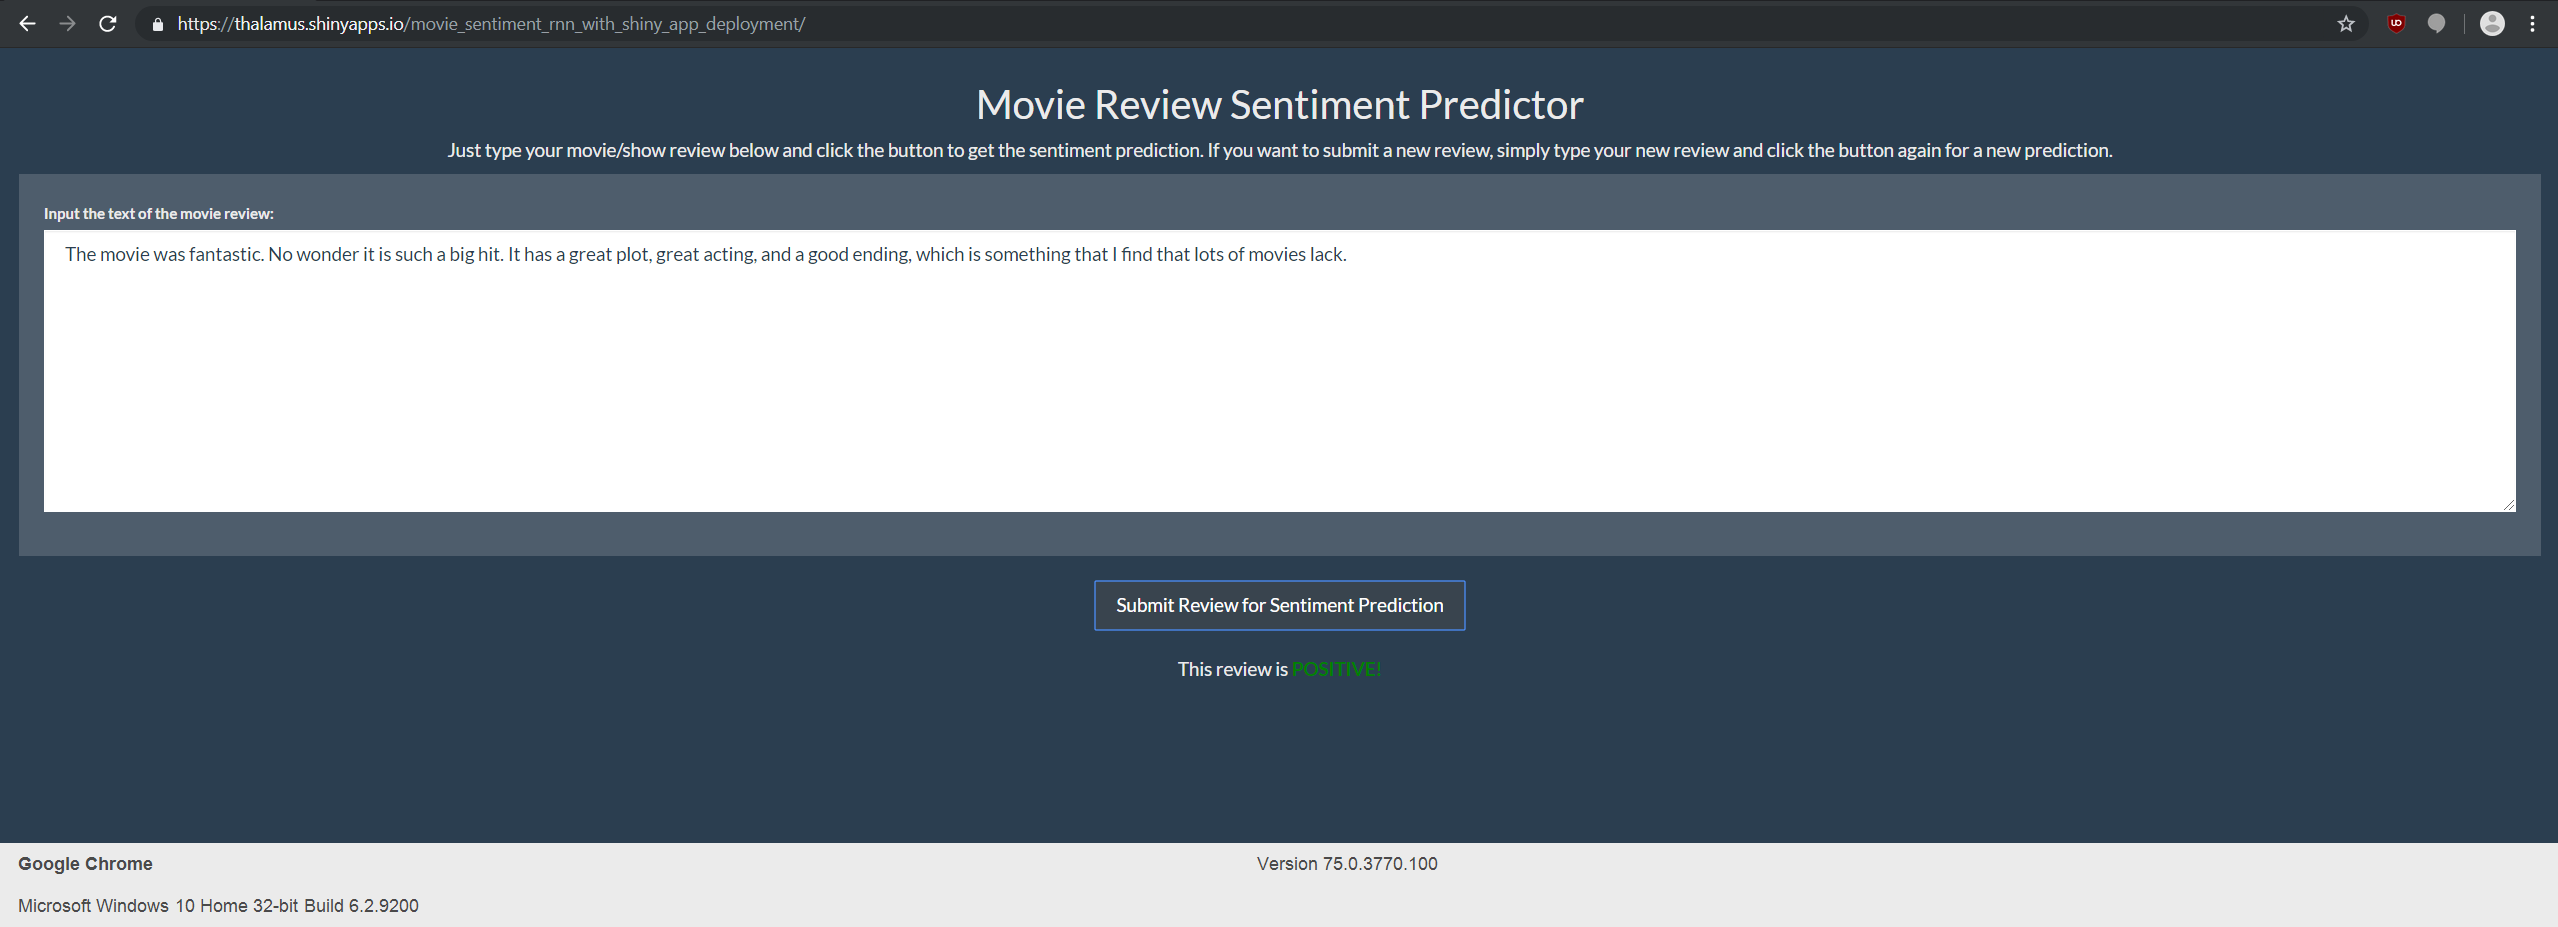 https://thalamus.shinyapps.io/movie_sentiment_rnn_with_shiny_app_deployment/
Movie Review Sentiment Predictor
Just type your movie/show review below and click the button to get the sentiment prediction. If you want to submit a new review, simply type your new review and click the button again for a new prediction.
Input the text of the movie review:
The movie was fantastic. No wonder it is such a big hit. It has a great plot, great acting, and a good ending, which is something that I find that lots of movies lack.
Submit Review for Sentiment Prediction
This review is POSITIVE!
Google Chrome Version 75.0.3770.100
Microsoft Windows 10 Home 32-bit Build 6.2.9200